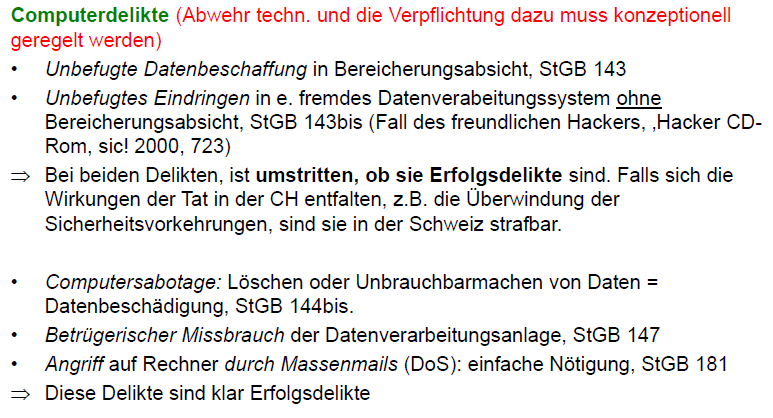 Computerdelikte (Abwehr techn. und die Verpflichtung dazu muss konzeptionell
geregelt werden)
• Unbefugte Datenbeschaffung in Bereicherungsabsicht, StGB 143
• Unbefugtes Eindringen in e. fremdes Datenverabeitungssystem ohne
Bereicherungsabsicht, StGB 143bis (Fall des freundlichen Hackers, ‚Hacker CD-
Rom, sic! 2000, 723)
⇒ Bei beiden Delikten, ist umstritten, ob sie Erfolgsdelikte sind. Falls sich die
Wirkungen der Tat in der CH entfalten, z.B. die Überwindung der
Sicherheitsvorkehrungen, sind sie in der Schweiz strafbar.
• Computersabotage: Löschen oder Unbrauchbarmachen von Daten =
Datenbeschädigung, StGB 144bis.
• Betrügerischer Missbrauch der Datenverarbeitungsanlage, StGB 147
• Angriff auf Rechner durch Massenmails (DoS): einfache Nötigung, StGB 181
⇒ Diese Delikte sind klar Erfolgsdelikte